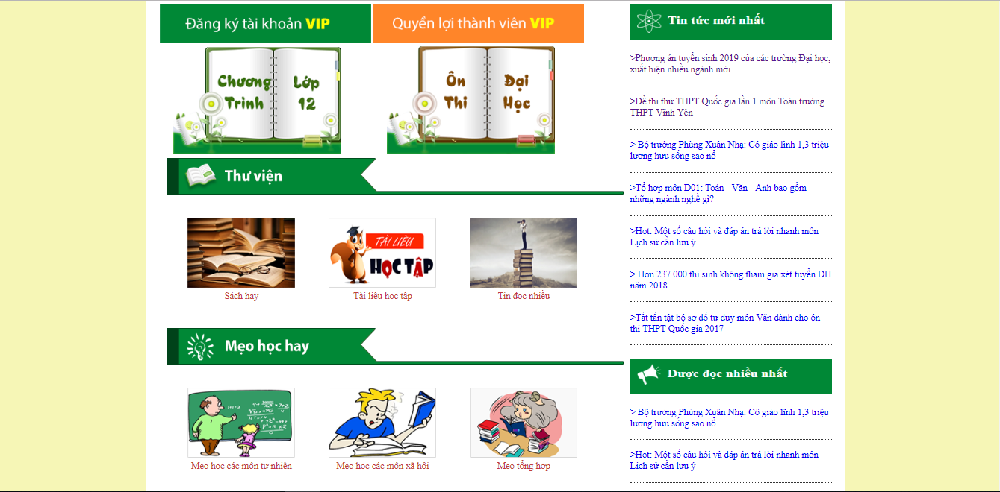 Đăng ký tài khoản VIP
Quyền lợi thành viên VIP
Chương Lớp
Trình 12
Ôn Đại
Thi Học
Thư viện
TÀI LIỆU
HỌC TẬP
Sách hay
Tài liệu học tập
Tin đọc nhiều
Mẹo học hay
Mẹo học các môn tự nhiên
Mẹo học các môn xã hội
Mẹo tổng hợp
Tin tức mới nhất
>Phương án tuyển sinh 2019 của các trường Đại học,
xuất hiện nhiều ngành mới
>Đề thi thử THPT Quốc gia lần 1 môn Toán trường
THPT Vĩnh Yên
> Bộ trưởng Phùng Xuân Nhạ: Cô giáo lĩnh 1,3 triệu
lương hưu sống sao nổ
>Tổ hợp môn D01: Toán - Văn - Anh bao gồm
những ngành nghề gì?
>Hot: Một số câu hỏi và đáp án trả lời nhanh môn
Lịch sử cần lưu ý
> Hơn 237.000 thí sinh không tham gia xét tuyển ĐH
năm 2018
>Tất tần tật bộ sơ đồ tư duy môn Văn dành cho ôn
thi THPT Quốc gia 2017
Được đọc nhiều nhất
> Bộ trưởng Phùng Xuân Nhạ: Cô giáo lĩnh 1,3 triệu
lương hưu sống sao nổ
>Hot: Một số câu hỏi và đáp án trả lời nhanh môn
Lịch sử cần lưu ý